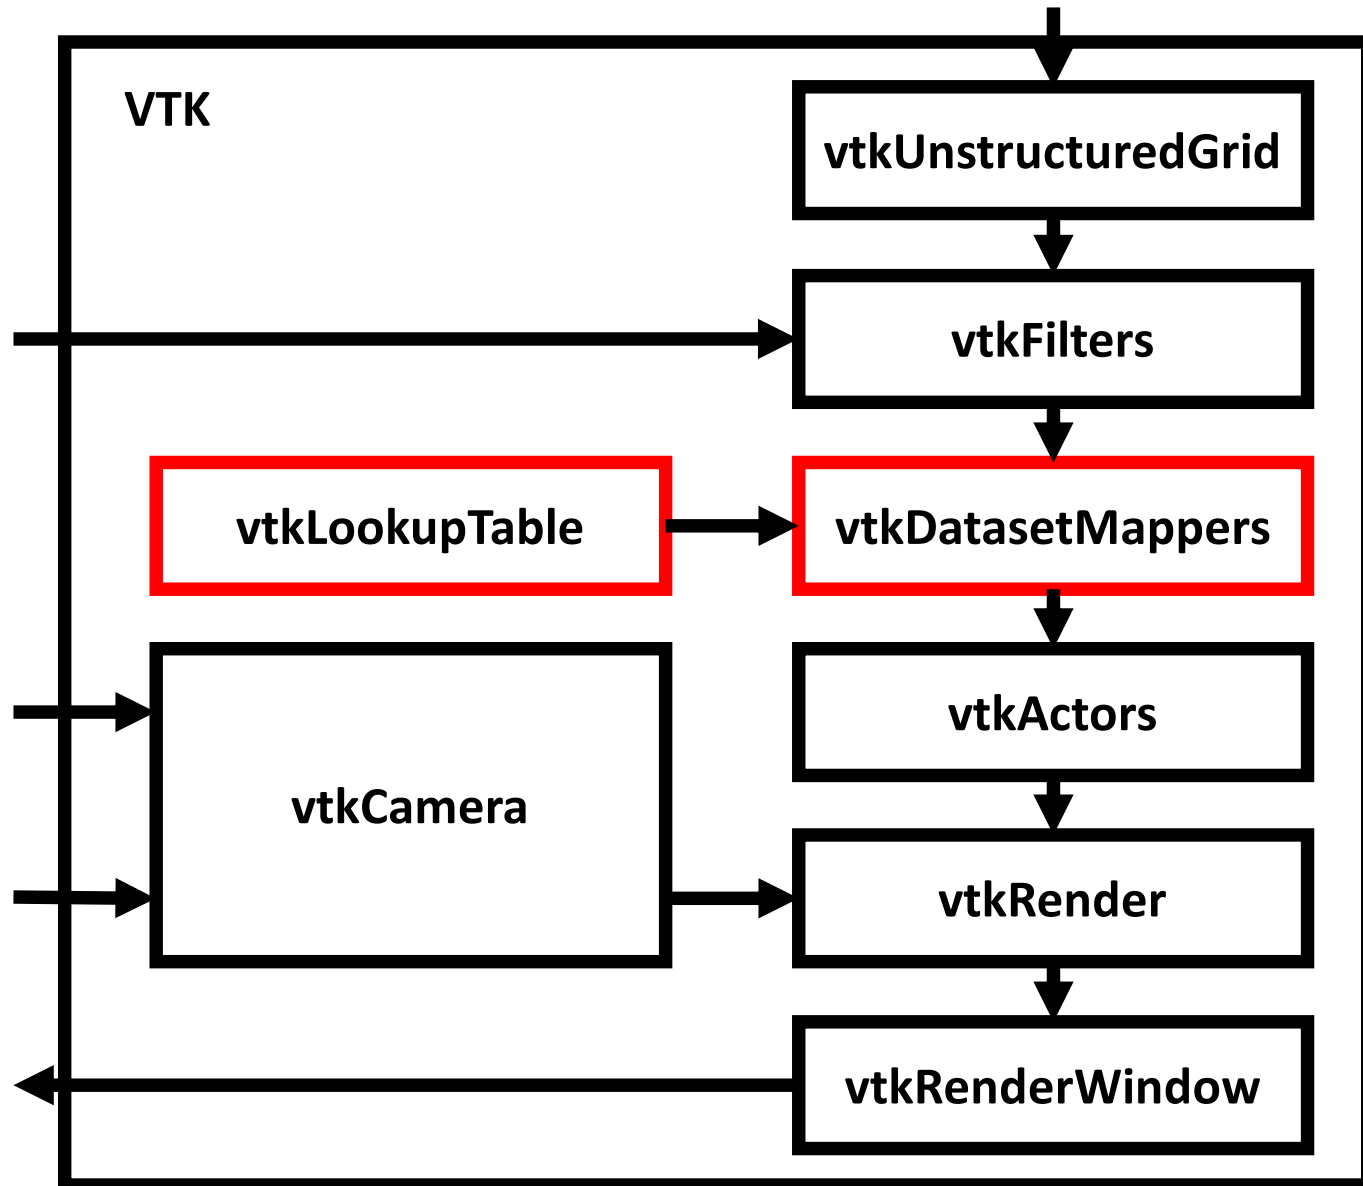 VTK
vtkUnstructuredGrid
vtkFilters
vtkLookupTable
vtkDatasetMappers
vtkActors
vtkCamera
vtkRender
vtkRenderWindow